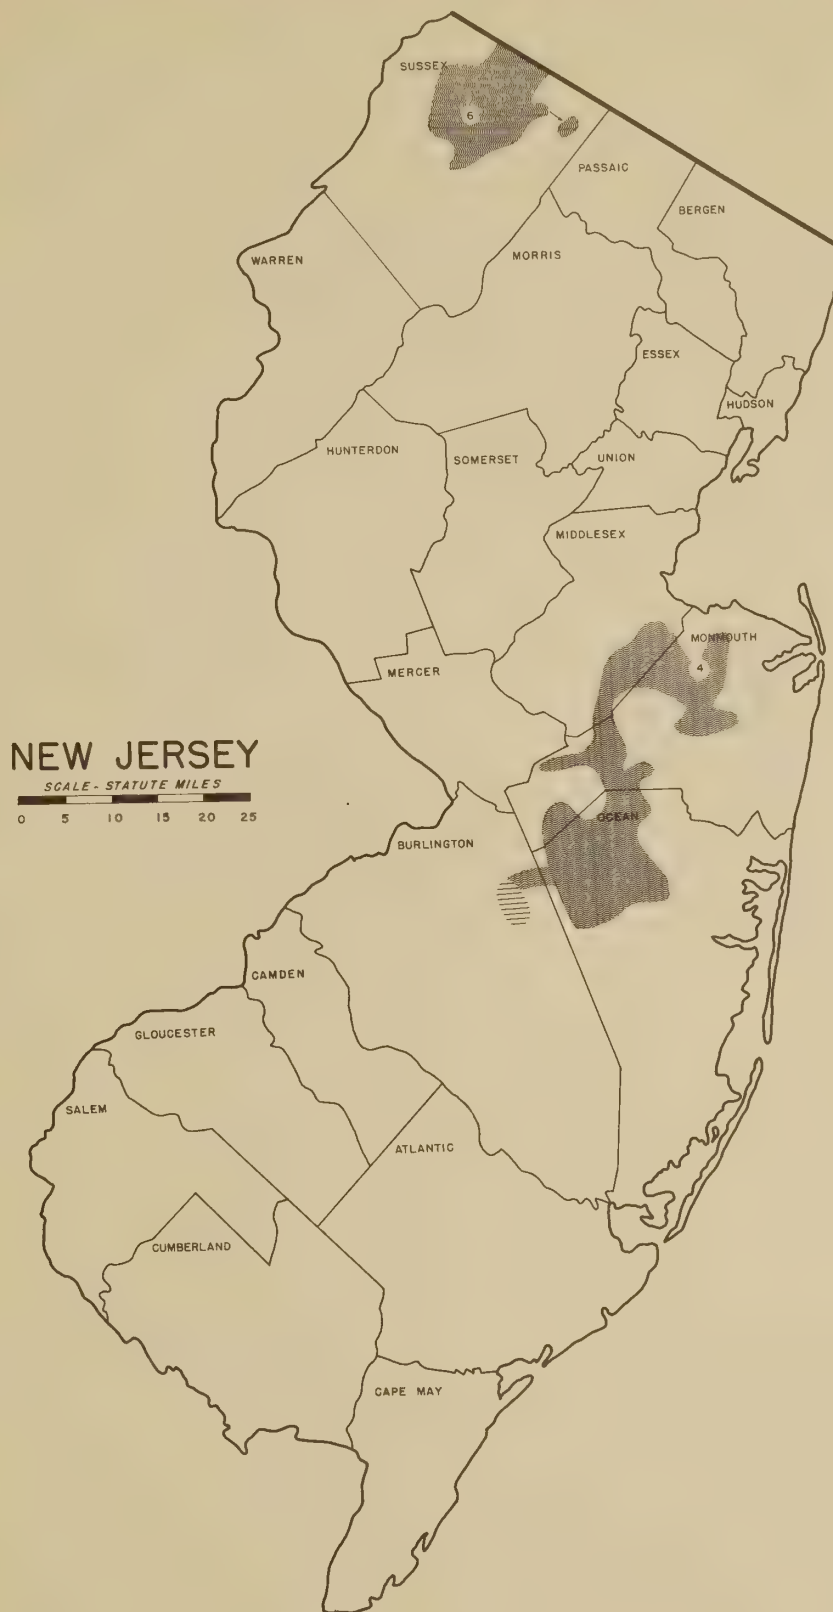 SUSSEX
6
PASSAIC
BERGEN
WARREN
MORRIS
ESSEX
HUDSON
HUNTERDON
SOMERSET
UNION
MIDDLESEX
MONMOUTH
4
MERCER
NEW JERSEY
SCALE - STATUTE MILES
0 5 10 15 20 25
OCEAN
BURLINGTON
CAMDEN
GLOUCESTER
SALEM
ATLANTIC
CUMBERLAND
CAPE MAY